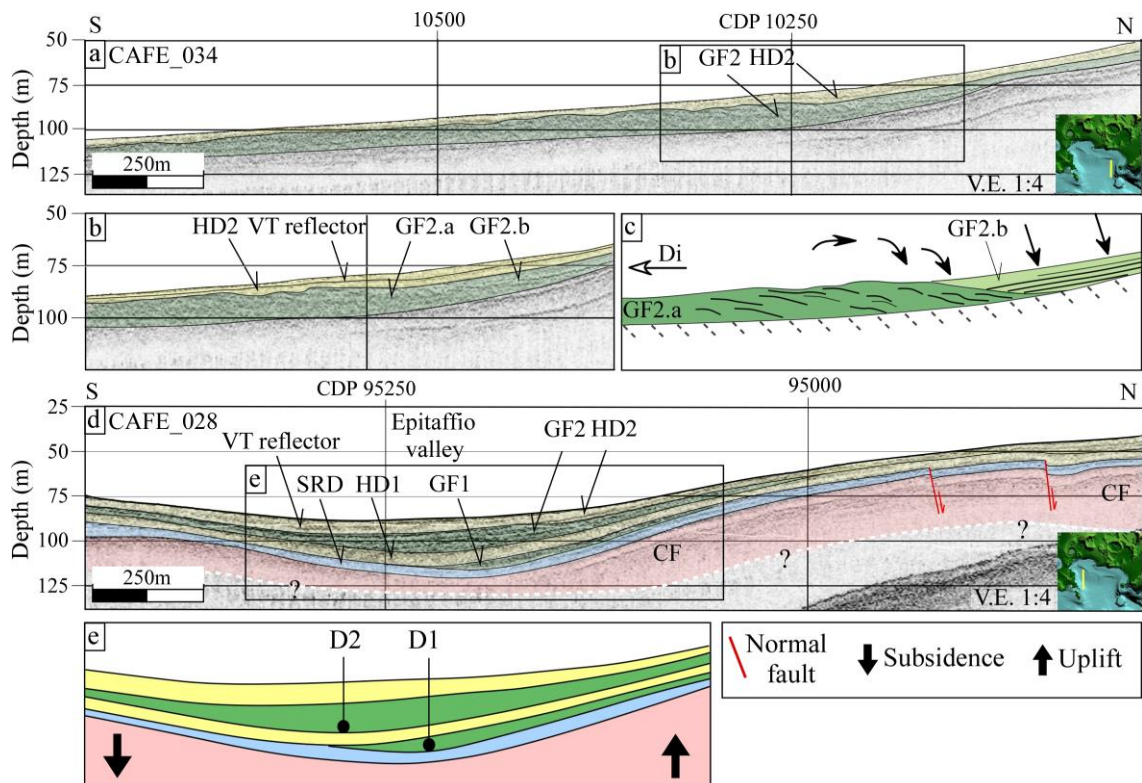 S 10500 CDP 10250 N
50
a CAFE_034 b GF2 HD2
75
100
125
Depth (m)
250m
V.E. 1:4
50
b HD2 VT reflector GF2.a GF2.b
75
100
Depth (m)
c GF2.b
Di
GF2.a
S CDP 95250 95000 N
25
d CAFE_028
Epitaffio
valley
GF2 HD2
50
VT reflector
e SRD HD1 GF1
75
CF
100
CF ?
?
125
?
Depth (m)
250m
V.E. 1:4
e D2 D1
Normal
fault
Subsidence
Uplift